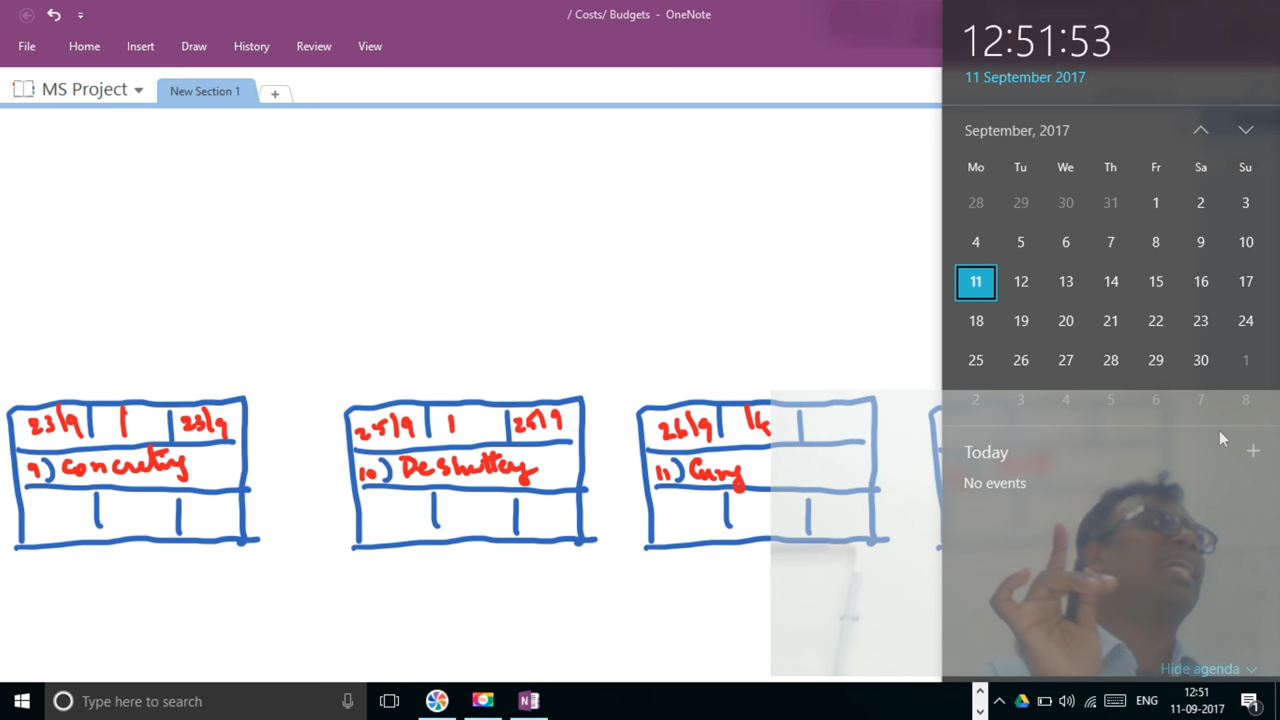 / Costs/ Budgets - OneNote
File Home Insert Draw History Review View
MS Project New Section 1 +
12:51:53
11 September 2017
September, 2017
Mo Tu We Th Fr Sa Su
28 29 30 31 1 2 3
4 5 6 7 8 9 10
11 12 13 14 15 16 17
18 19 20 21 22 23 24
25 26 27 28 29 30 1
2 3 4 5 6 7 8
Today +
No events
Hide agenda
23/9 1 23/9
9) Concreting
25/9 1 25/9
10) Deshuttery
26/9 14
11) Curng
Type here to search
ENG
12:51
11-09-2017
1